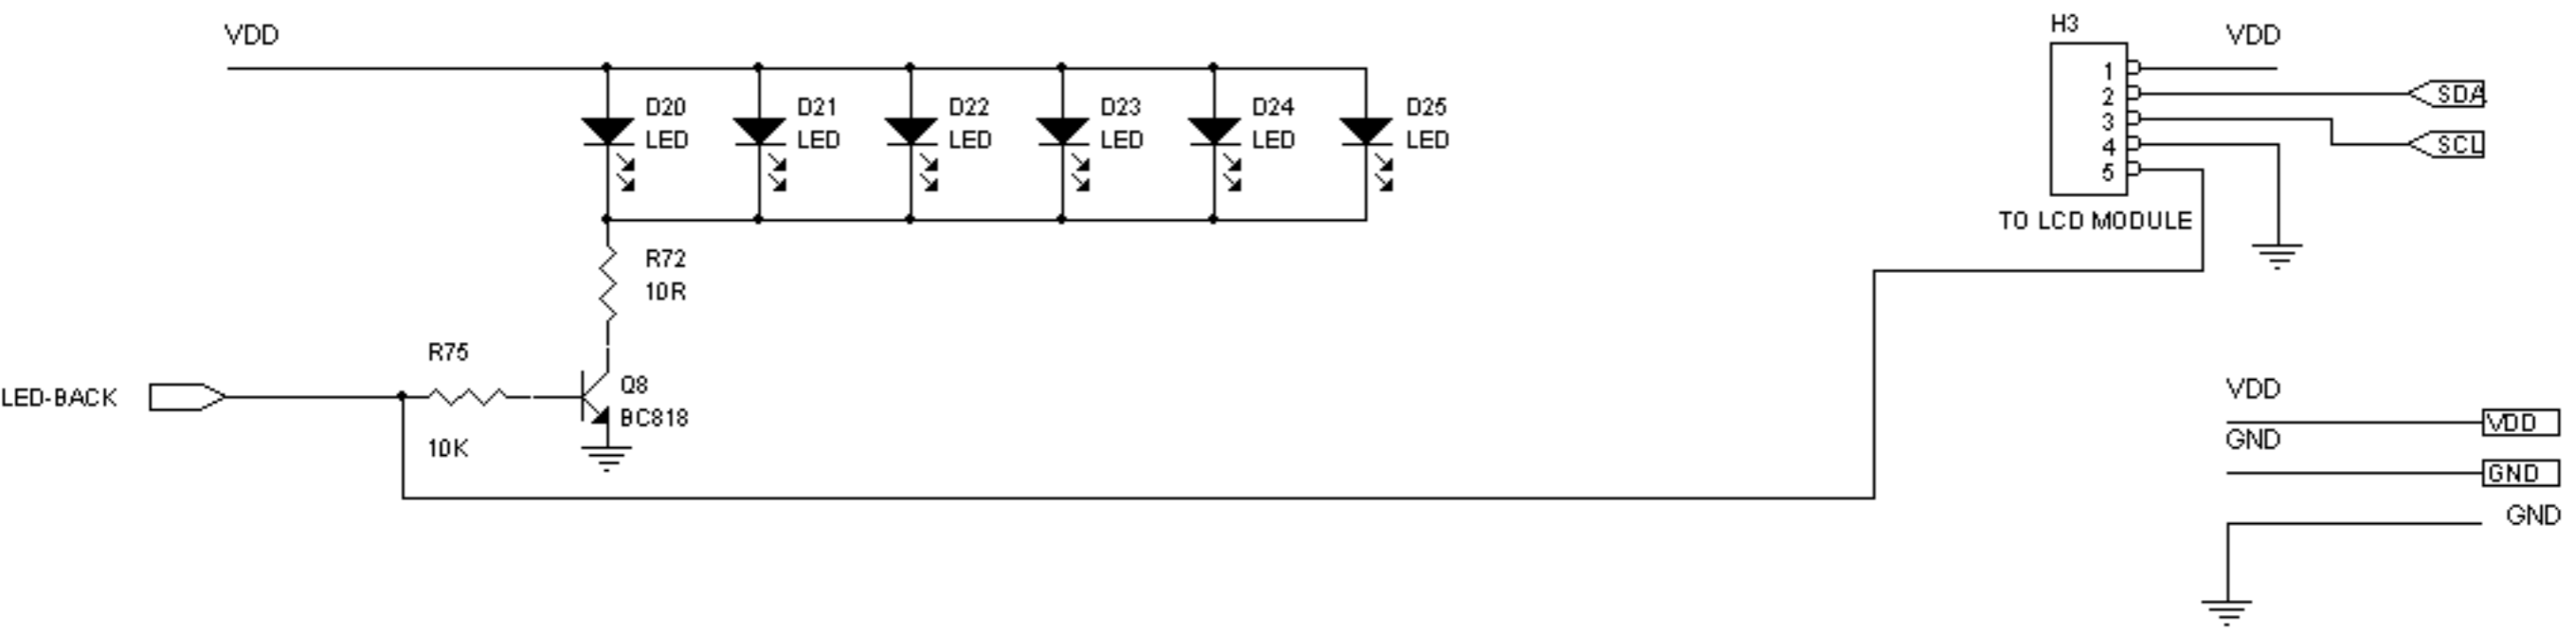 VDD
D20
LED
D21
LED
D22
LED
D23
LED
D24
LED
D25
LED
R72
10R
R75
10K
LED-BACK
Q8
BC818
H3
1
2
3
4
5
TO LCD MODULE
VDD
SDA
SCL
VDD
VDD
GND
GND
GND